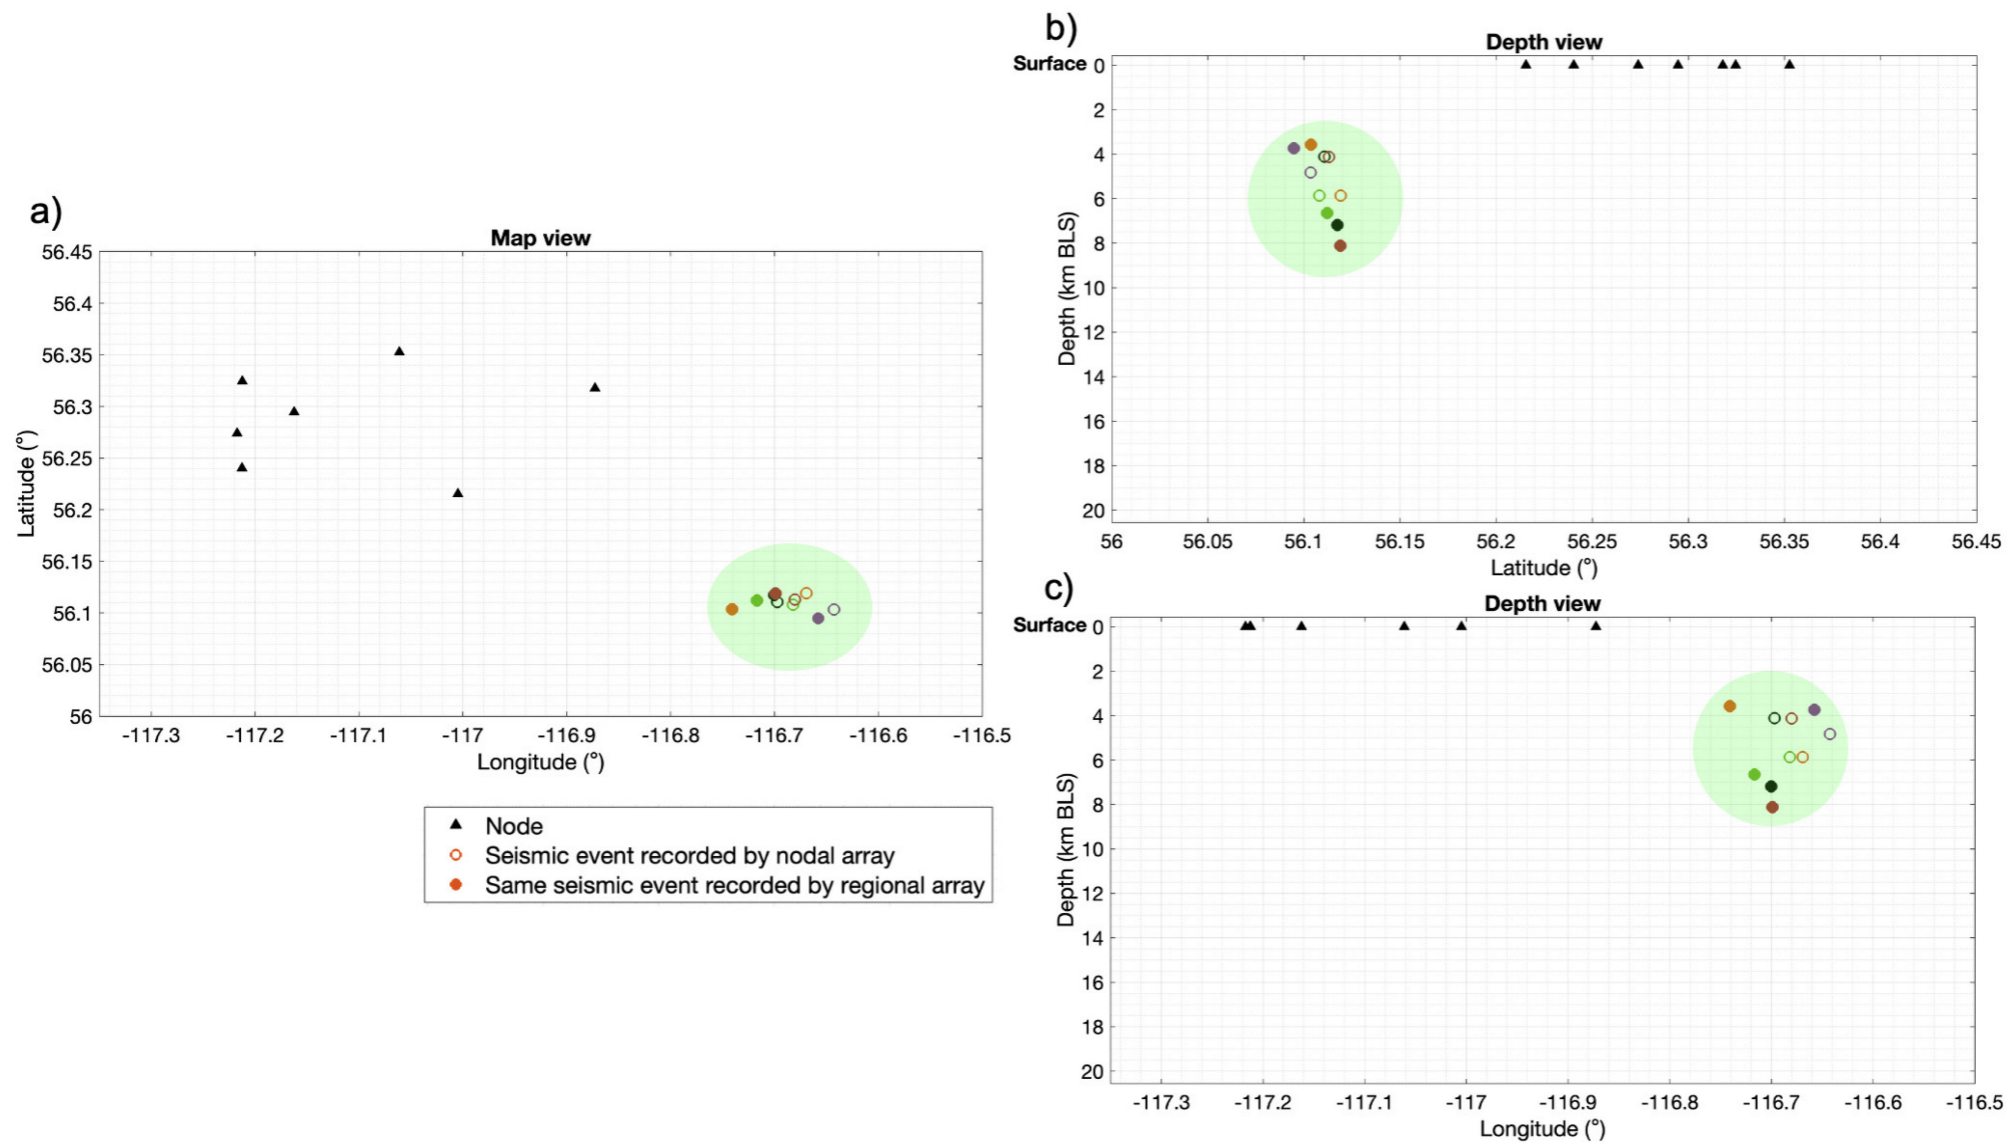 a)
Map view
56.45
56.4
56.35
56.3
56.25
56.2
56.15
56.1
56.05
56
Latitude (°)
-117.3 -117.2 -117.1 -117 -116.9 -116.8 -116.7 -116.6 -116.5
Longitude (°)
Node
Seismic event recorded by nodal array
Same seismic event recorded by regional array
b)
Depth view
Surface 0
2
4
6
8
10
12
14
16
18
20
Depth (km BLS)
56 56.05 56.1 56.15 56.2 56.25 56.3 56.35 56.4 56.45
Latitude (°)
c)
Depth view
Surface 0
2
4
6
8
10
12
14
16
18
20
Depth (km BLS)
-117.3 -117.2 -117.1 -117 -116.9 -116.8 -116.7 -116.6 -116.5
Longitude (°)